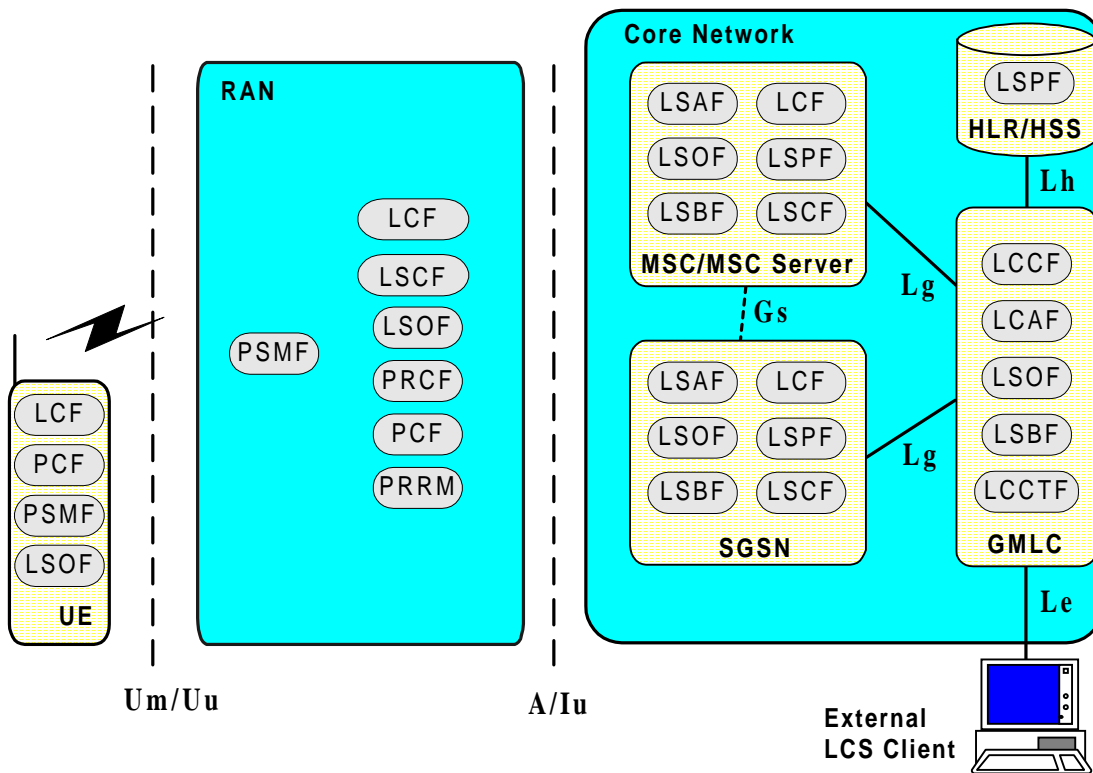 Core Network
RAN
LSPF
HLR/HSS
LSAF LCF
LSOF LSPF
LSBF LSCF
MSC/MSC Server
Lh
LCF
LSCF
LSOF
PRCF
PCF
PRRM
PSMF
Lg
Gs
LCCF
LCAF
LSOF
LSBF
LCCTF
GMLC
LSAF LCF
LSOF LSPF
LSBF LSCF
SGSN
Lg
LCF
PCF
PSMF
LSOF
UE
Le
Um/Uu
A/Iu
External
LCS Client